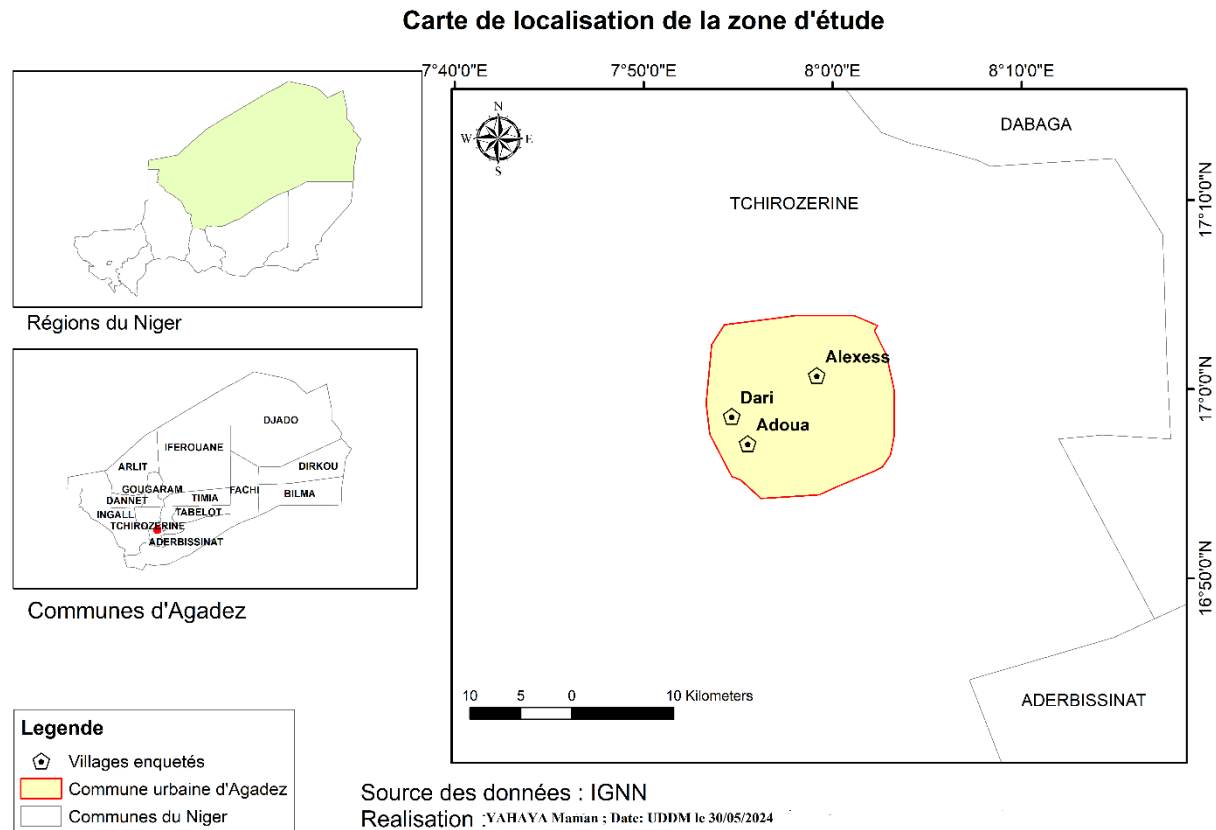 Carte de localisation de la zone d'étude
7°40'0"E 7°50'0"E 8°0'0"E 8°10'0"E
Régions du Niger
DJADO
IFEROUANE
ARLIT
DIRKOU
GOUGARAM
FACHI
BILMA
DANNET
TIMIA
INGALL
TABELOT
TCHIROZERINE
ADERBISSINAT
Communes d'Agadez
N
W E
S
DABAGA
TCHIROZERINE
Alexess
Dari
Adoua
ADERBISSINAT
17°10'0"N
17°0'0"N
16°50'0"N
10 5 0 10 Kilometers
Legende
Villages enquetés
Commune urbaine d'Agadez
Communes du Niger
Source des données : IGNN
Realisation :YAHAYA Maman ; Date: UDDM le 30/05/2024